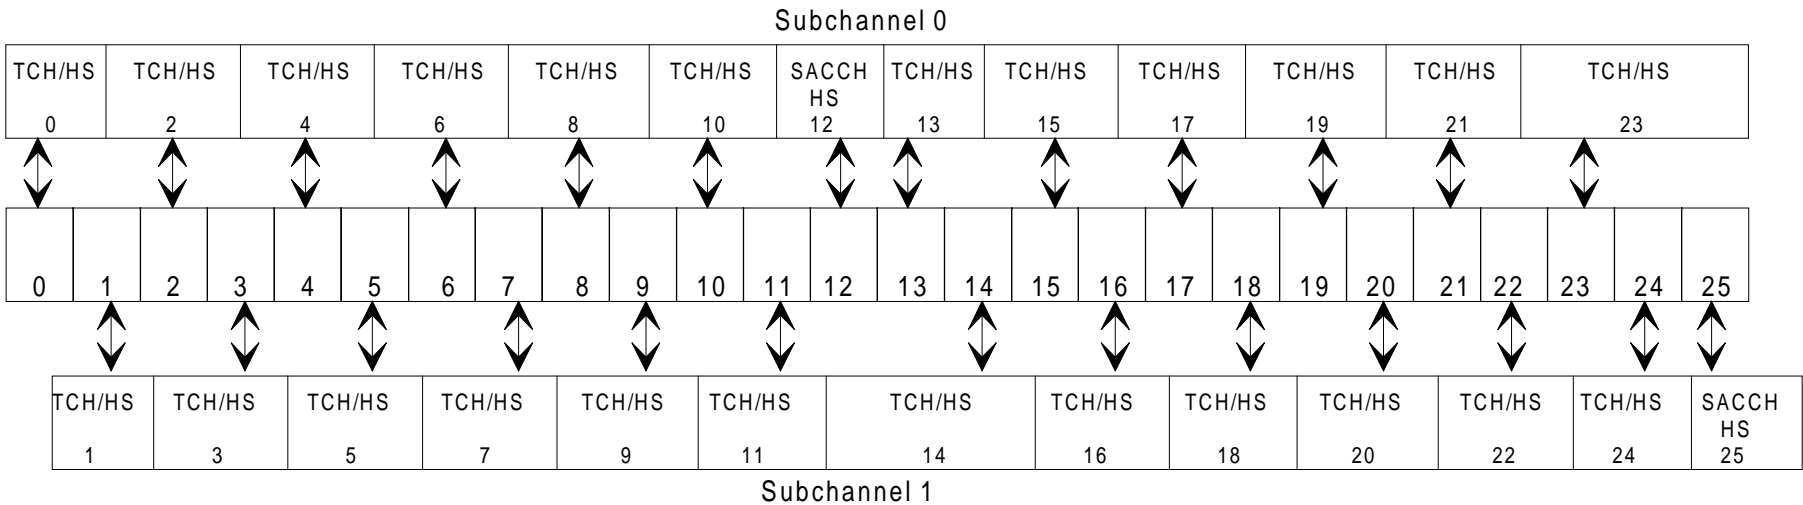 Subchannel 0
TCH/HS TCH/HS TCH/HS TCH/HS TCH/HS TCH/HS SACCH TCH/HS TCH/HS TCH/HS TCH/HS TCH/HS TCH/HS
HS
0 2 4 6 8 10 12 13 15 17 19 21 23
0 1 2 3 4 5 6 7 8 9 10 11 12 13 14 15 16 17 18 19 20 21 22 23 24 25
TCH/HS TCH/HS TCH/HS TCH/HS TCH/HS TCH/HS TCH/HS TCH/HS TCH/HS TCH/HS TCH/HS TCH/HS SACCH
HS
1 3 5 7 9 11 14 16 18 20 22 24 25
Subchannel 1